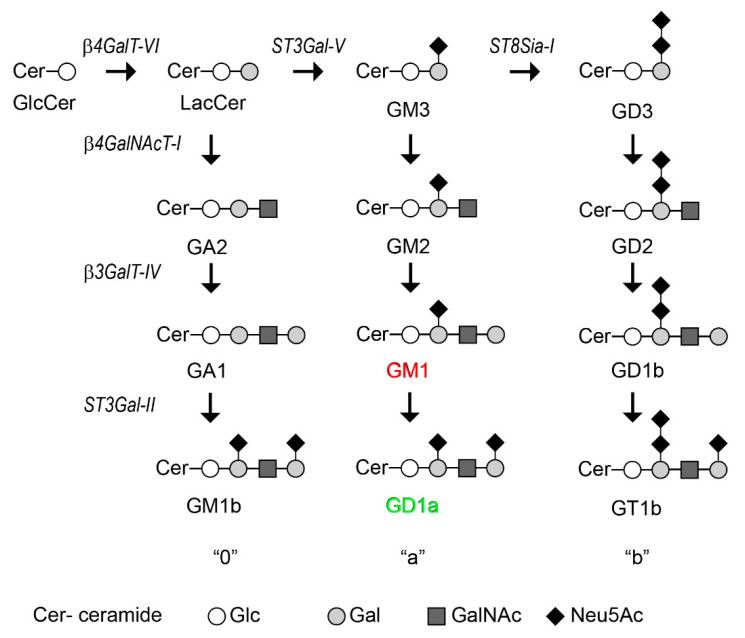 β4GalT-VI ST3Gal-V ST8Sia-I
Cer Cer Cer Cer
GlcCer LacCer GM3 GD3
β4GalNAcT-I
Cer Cer Cer
GA2 GM2 GD2
β3GalT-IV
Cer Cer Cer
GA1 GM1 GD1b
ST3Gal-II
Cer Cer Cer
GM1b GD1a GT1b
“0” “a” “b”
Cer- ceramide Glc Gal GalNAc Neu5Ac